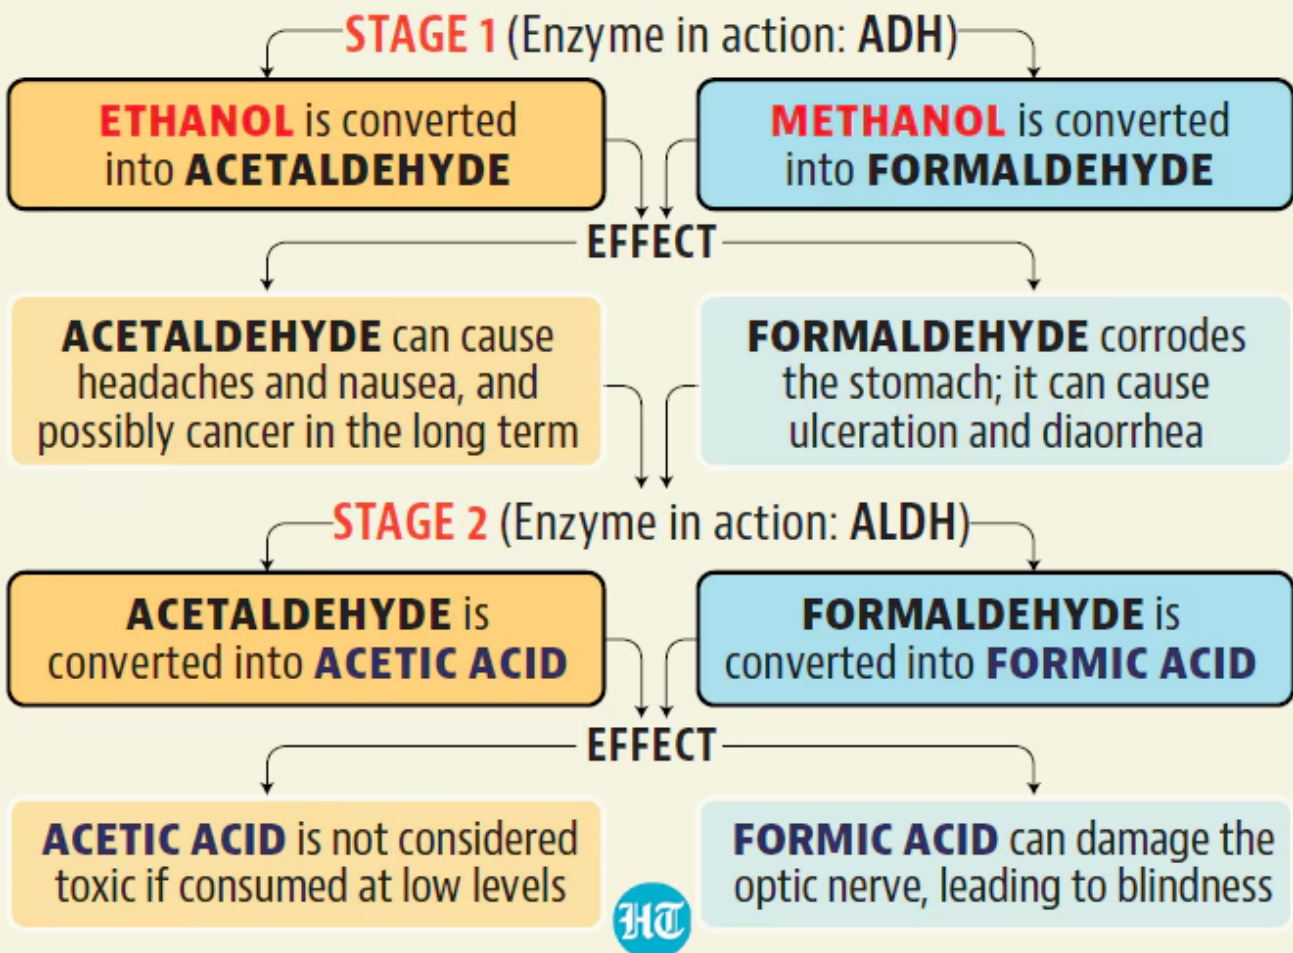 STAGE 1 (Enzyme in action: ADH)
ETHANOL is converted
into ACETALDEHYDE
METHANOL is converted
into FORMALDEHYDE
EFFECT
ACETALDEHYDE can cause
headaches and nausea, and
possibly cancer in the long term
FORMALDEHYDE corrodes
the stomach; it can cause
ulceration and diaorrhea
STAGE 2 (Enzyme in action: ALDH)
ACETALDEHYDE is
converted into ACETIC ACID
FORMALDEHYDE is
converted into FORMIC ACID
EFFECT
ACETIC ACID is not considered
toxic if consumed at low levels
FORMIC ACID can damage the
optic nerve, leading to blindness
HT